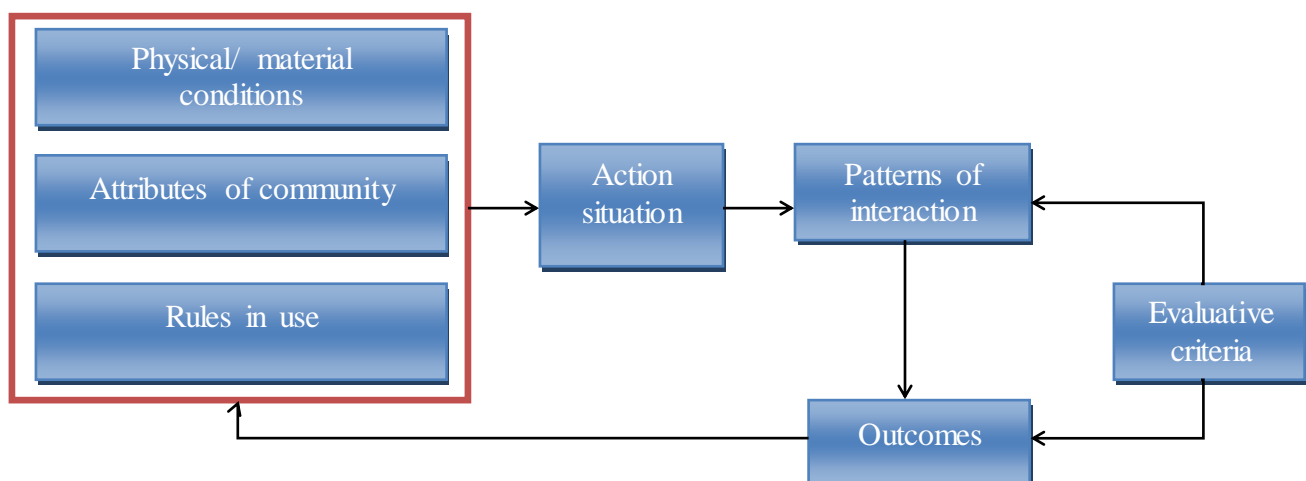 Physical/ material
conditions
Attributes of community
Rules in use
Action
situation
Patterns of
interaction
Outcomes
Evaluative
criteria